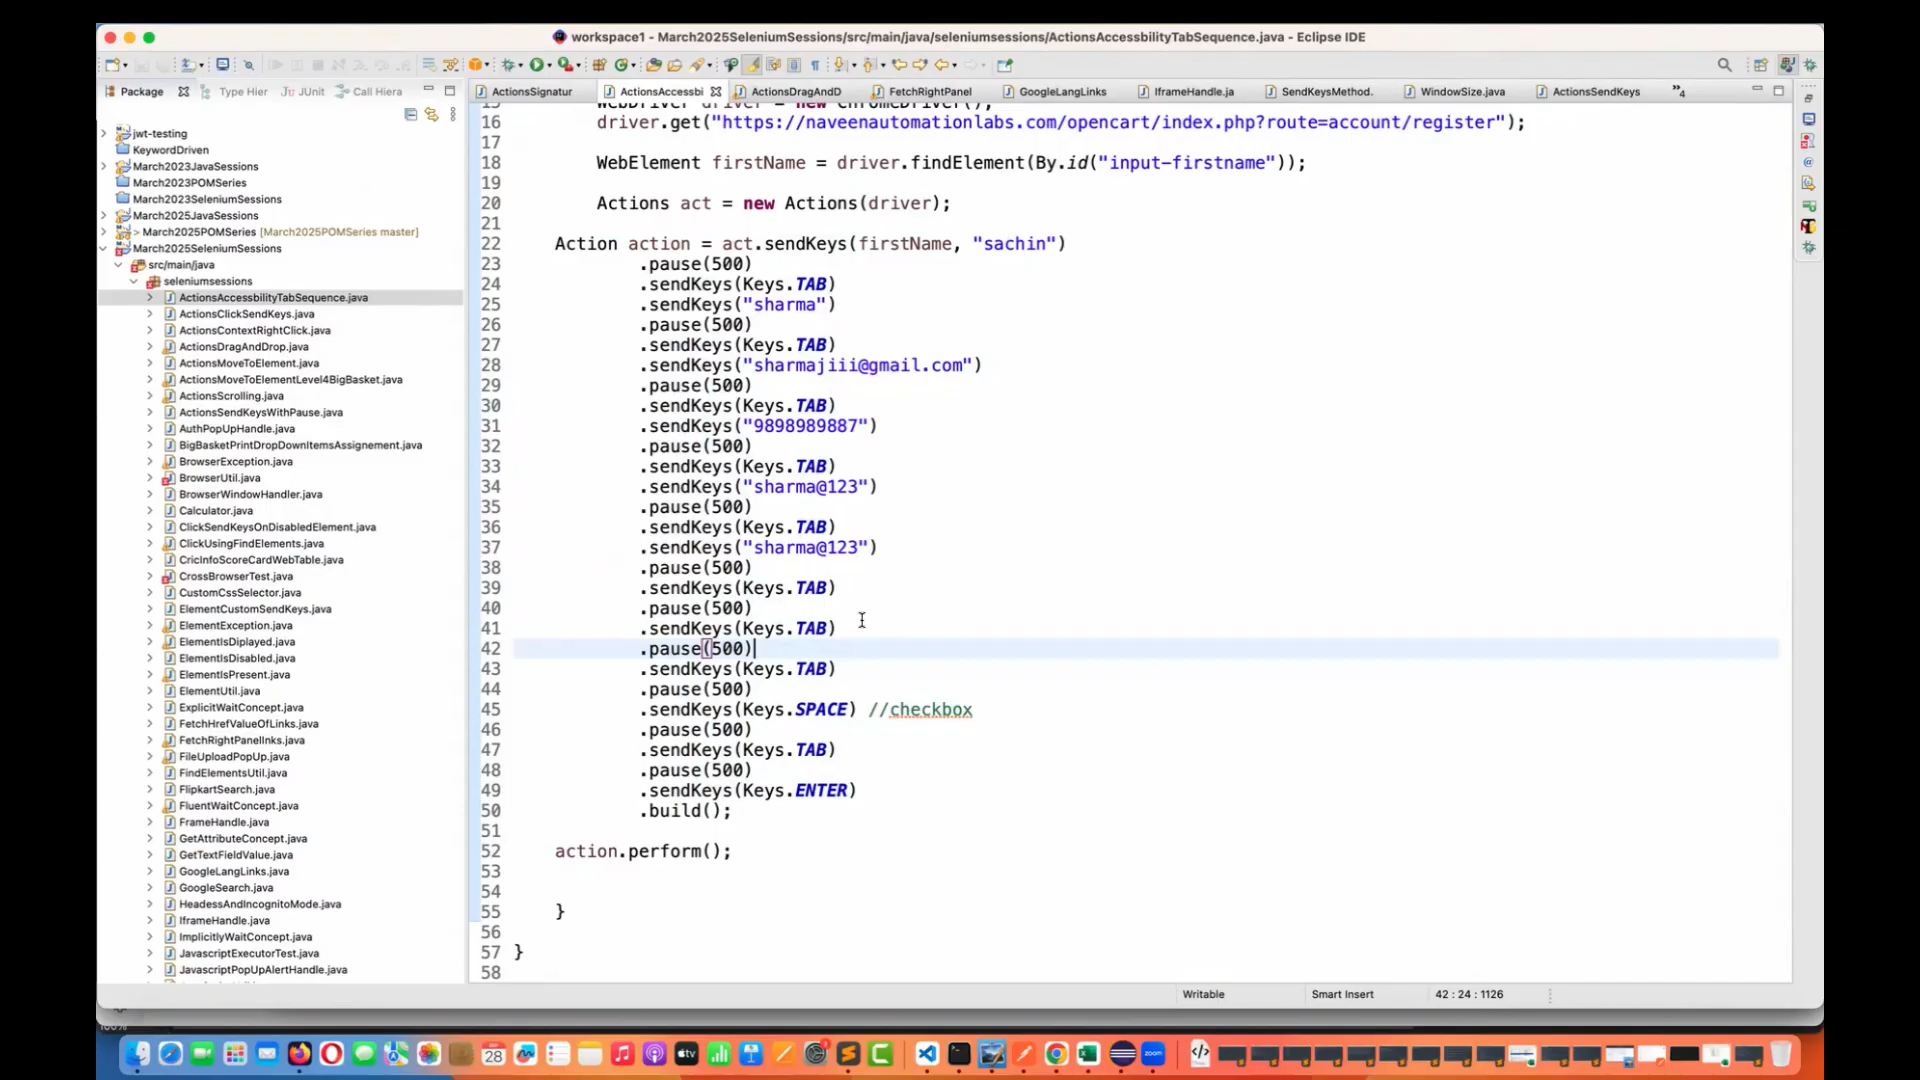 workspace1 - March2025SeleniumSessions/src/main/java/seleniumsessions/ActionsAccessbilityTabSequence.java - Eclipse IDE
Package
Type Hier
JUnit
Call Hiera
ActionsSignatur
ActionsAccessbi
ActionsDragAndD
FetchRightPanel
GoogleLangLinks
IframeHandle.ja
SendKeysMethod.
WindowSize.java
ActionsSendKeys
4
jwt-testing
KeywordDriven
March2023JavaSessions
March2023POMSeries
March2023SeleniumSessions
March2025JavaSessions
> March2025POMSeries [March2025POMSeries master]
March2025SeleniumSessions
src/main/java
seleniumsessions
ActionsAccessbilityTabSequence.java
ActionsClickSendKeys.java
ActionsContextRightClick.java
ActionsDragAndDrop.java
ActionsMoveToElement.java
ActionsMoveToElementLevel4BigBasket.java
ActionsScrolling.java
ActionsSendKeysWithPause.java
AuthPopUpHandle.java
BigBasketPrintDropDownItemsAssignement.java
BrowserException.java
BrowserUtil.java
BrowserWindowHandler.java
Calculator.java
ClickSendKeysOnDisabledElement.java
ClickUsingFindElements.java
CricInfoScoreCardWebTable.java
CrossBrowserTest.java
CustomCssSelector.java
ElementCustomSendKeys.java
ElementException.java
ElementIsDiplayed.java
ElementIsDisabled.java
ElementIsPresent.java
ElementUtil.java
ExplicitWaitConcept.java
FetchHrefValueOfLinks.java
FetchRightPanelInks.java
FileUploadPopUp.java
FindElementsUtil.java
FlipkartSearch.java
FluentWaitConcept.java
FrameHandle.java
GetAttributeConcept.java
GetTextFieldValue.java
GoogleLangLinks.java
GoogleSearch.java
HeadessAndIncognitoMode.java
IframeHandle.java
ImplicitlyWaitConcept.java
JavascriptExecutorTest.java
JavascriptPopUpAlertHandle.java
15 WebDriver driver = new ChromeDriver();
16 driver.get("https://naveenautomationlabs.com/opencart/index.php?route=account/register");
17
18 WebElement firstName = driver.findElement(By.id("input-firstname"));
19
20 Actions act = new Actions(driver);
21
22 Action action = act.sendKeys(firstName, "sachin")
23 .pause(500)
24 .sendKeys(Keys.TAB)
25 .sendKeys("sharma")
26 .pause(500)
27 .sendKeys(Keys.TAB)
28 .sendKeys("sharmajiii@gmail.com")
29 .pause(500)
30 .sendKeys(Keys.TAB)
31 .sendKeys("9898989887")
32 .pause(500)
33 .sendKeys(Keys.TAB)
34 .sendKeys("sharma@123")
35 .pause(500)
36 .sendKeys(Keys.TAB)
37 .sendKeys("sharma@123")
38 .pause(500)
39 .sendKeys(Keys.TAB)
40 .pause(500)
41 .sendKeys(Keys.TAB)
42 .pause(500)
43 .sendKeys(Keys.TAB)
44 .pause(500)
45 .sendKeys(Keys.SPACE) //checkbox
46 .pause(500)
47 .sendKeys(Keys.TAB)
48 .pause(500)
49 .sendKeys(Keys.ENTER)
50 .build();
51
52 action.perform();
53
54
55 }
56
57 }
58
Writable
Smart Insert
42 : 24 : 1126
100%
28
tv
zoom